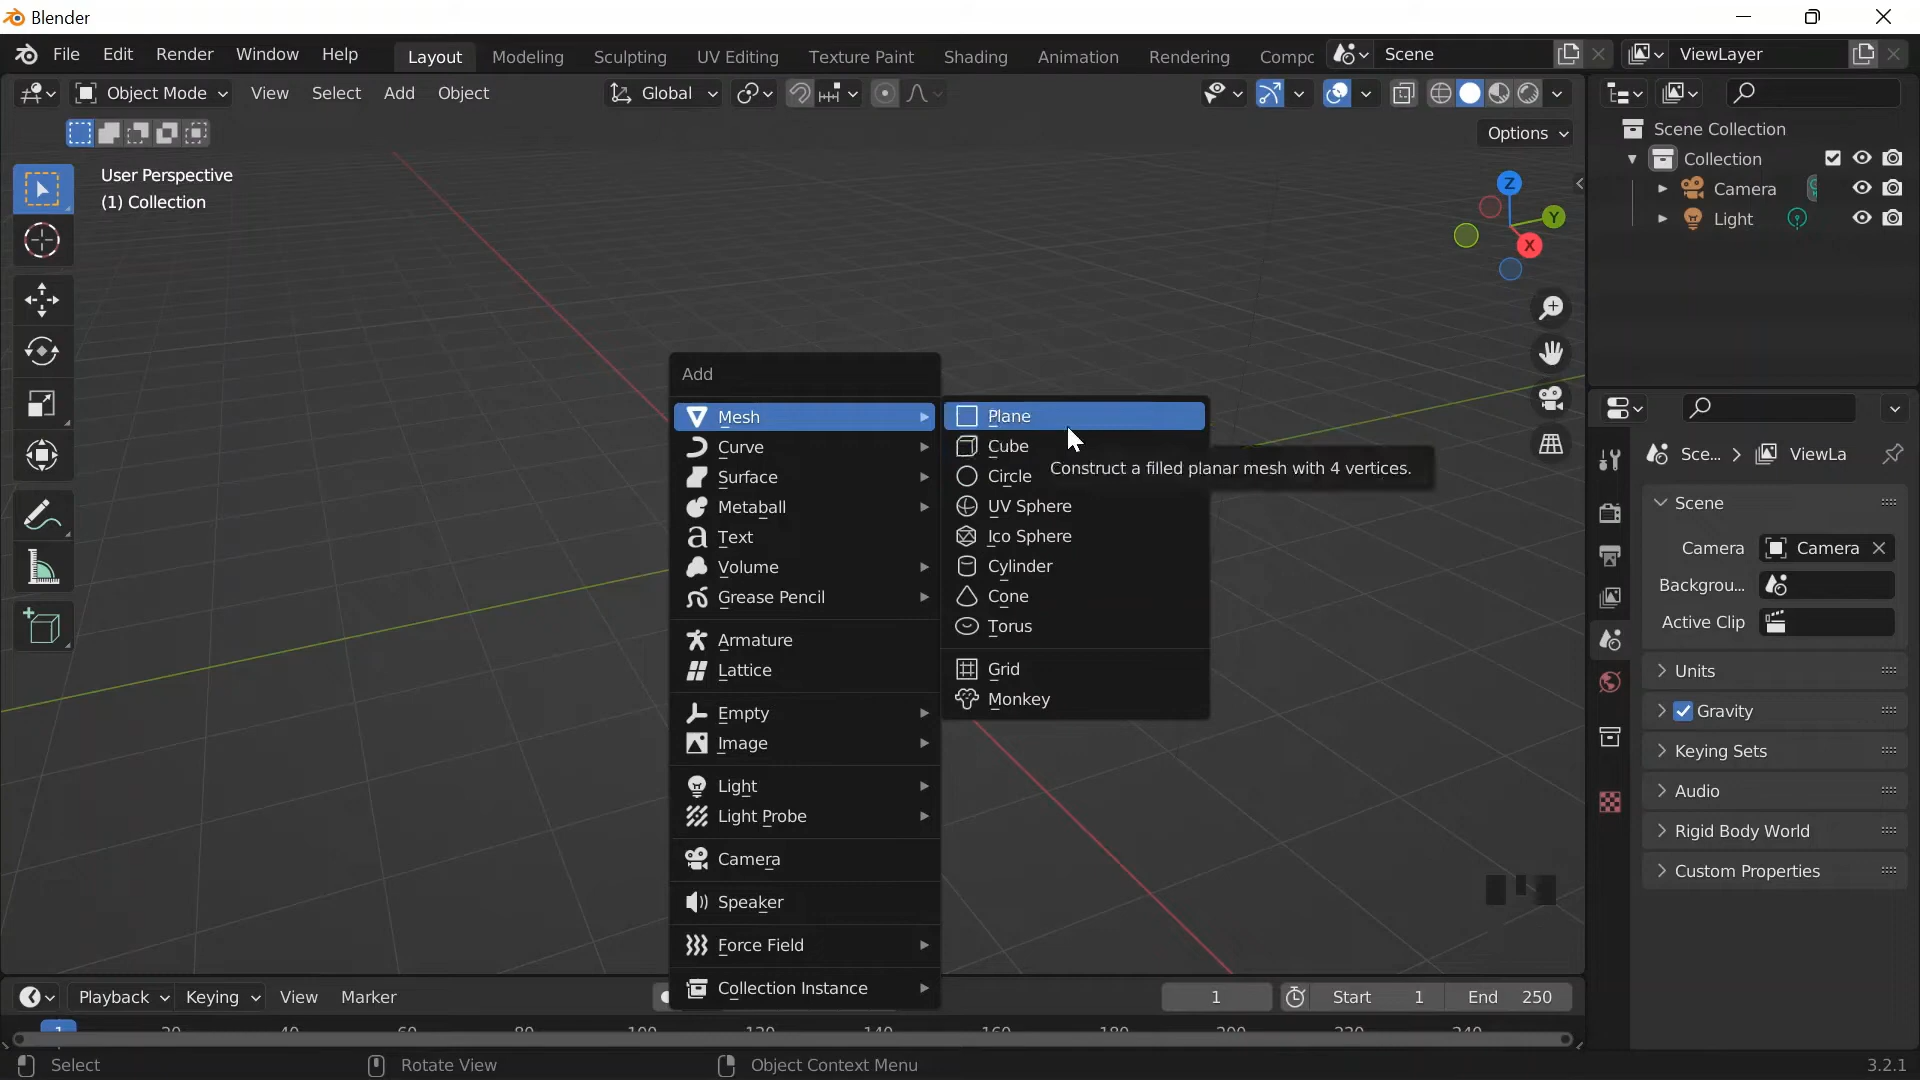 Blender
File Edit Render Window Help Layout Modeling Sculpting UV Editing Texture Paint Shading Animation Rendering Compc Scene ViewLayer
Object Mode View Select Add Object Global
Options
User Perspective
(1) Collection
Z
Y
X
Scene Collection
Collection
Camera
Light
Add
Mesh
Curve
Surface
Metaball
Text
Volume
Grease Pencil
Armature
Lattice
Empty
Image
Light
Light Probe
Camera
Speaker
Force Field
Collection Instance
Plane
Cube
Circle
UV Sphere
Ico Sphere
Cylinder
Cone
Torus
Grid
Monkey
Construct a filled planar mesh with 4 vertices.
Sce... ViewLa
Scene
Camera Camera
Backgrou...
Active Clip
Units
Gravity
Keying Sets
Audio
Rigid Body World
Custom Properties
Playback Keying View Marker 1 Start 1 End 250
1 20 40 60 80 100 120 140 160 180 200 220 240
Select Rotate View Object Context Menu 3.2.1